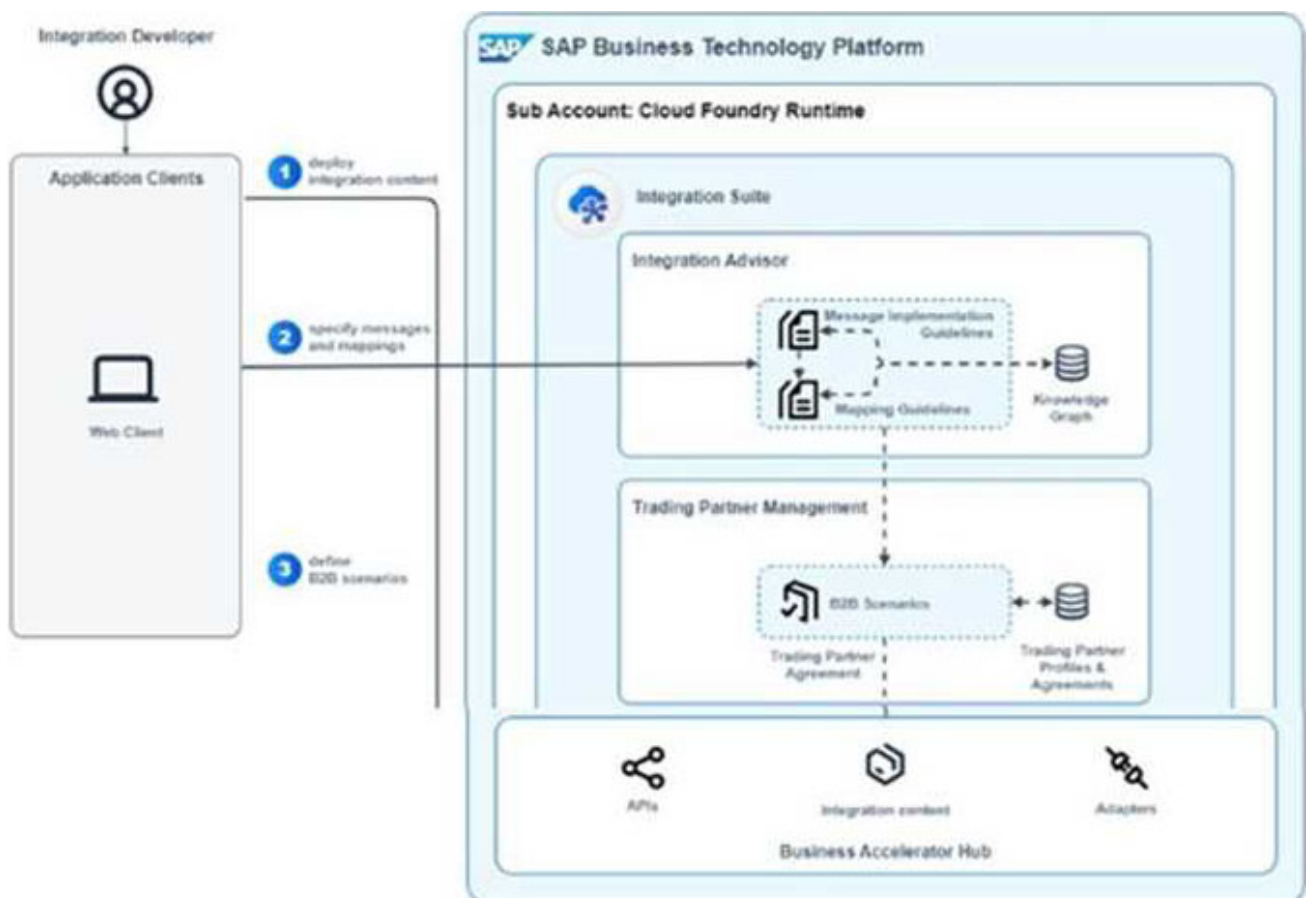 Integration Developer
SAP SAP Business Technology Platform
Sub Account: Cloud Foundry Runtime
Application Clients
1 deploy
integration content
Integration Suite
Integration Advisor
2 specify messages
and mappings
Message Implementation
Guidelines
Mapping Guidelines
Knowledge
Graph
Web Client
Trading Partner Management
3 define
B2B scenarios
B2B Scenarios
Trading Partner
Agreement
Trading Partner
Profiles &
Agreements
APIs
Integration content
Adapters
Business Accelerator Hub